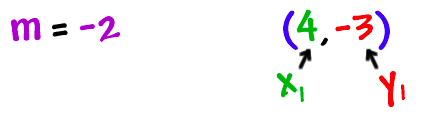 m = -2 (4, -3)
x₁ y₁